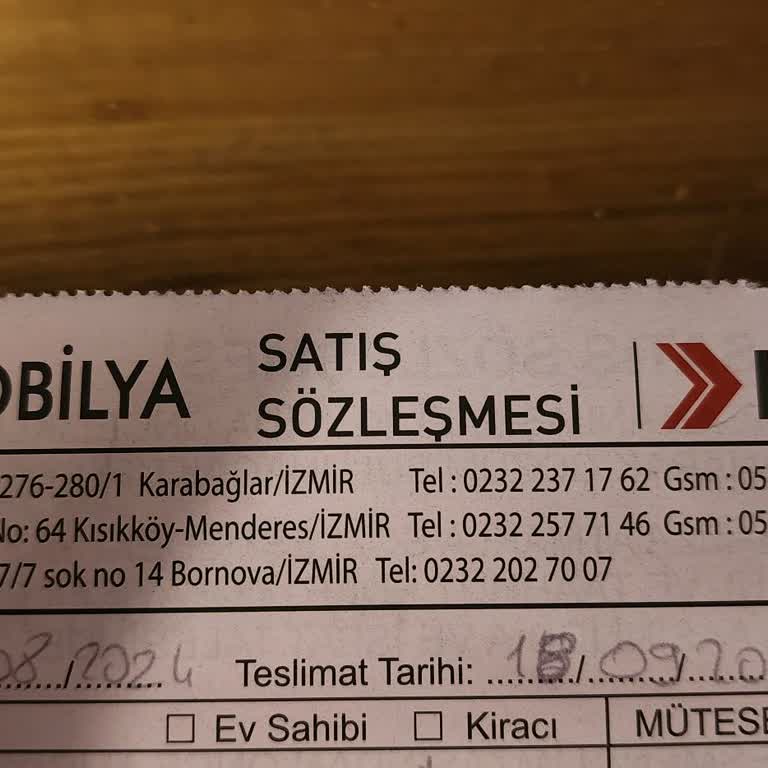 OBİLYA
SATIŞ
SÖZLEŞMESİ
276-280/1 Karabağlar/İZMİR Tel : 0232 237 17 62 Gsm : 05
No: 64 Kısıkköy-Menderes/İZMİR Tel : 0232 257 71 46 Gsm : 05
7/7 sok no 14 Bornova/İZMİR Tel: 0232 202 70 07
08/2024 Teslimat Tarihi: /09/20
Ev Sahibi Kiracı MÜTESE